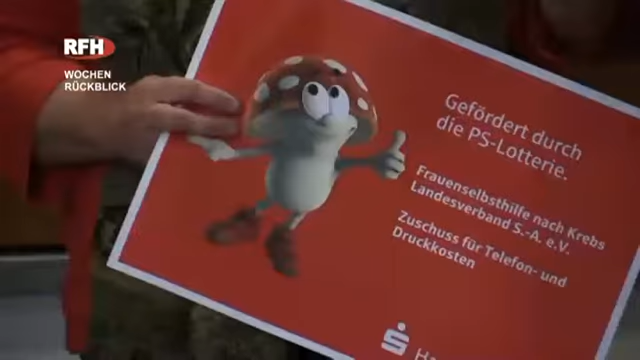 RFH
WOCHEN
RÜCKBLICK
Gefördert durch
die PS-Lotterie.
Frauenselbsthilfe nach Krebs
Landesverband S.-A. e.V.
Zuschuss für Telefon- und
Druckkosten